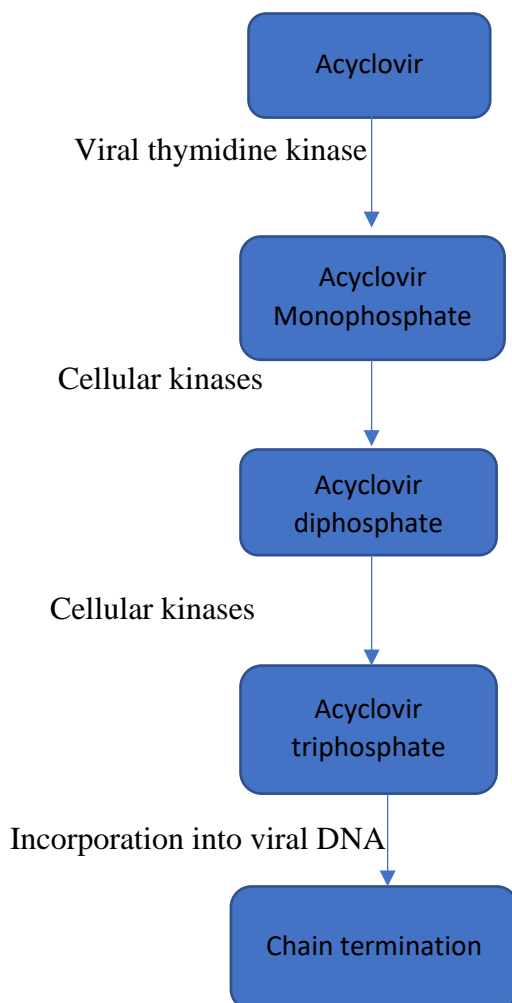 Acyclovir
Viral thymidine kinase
Acyclovir
Monophosphate
Cellular kinases
Acyclovir
diphosphate
Cellular kinases
Acyclovir
triphosphate
Incorporation into viral DNA
Chain termination